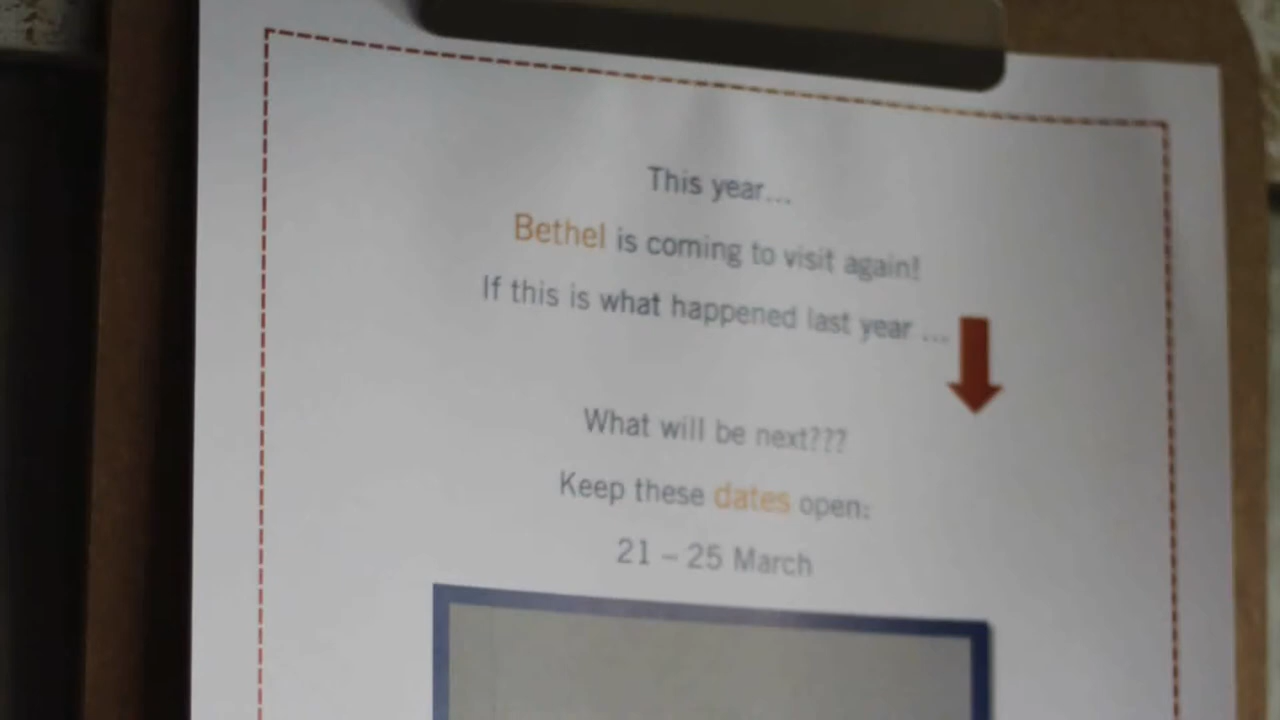 This year...
Bethel is coming to visit again!
If this is what happened last year ...
What will be next???
Keep these dates open:
21 – 25 March